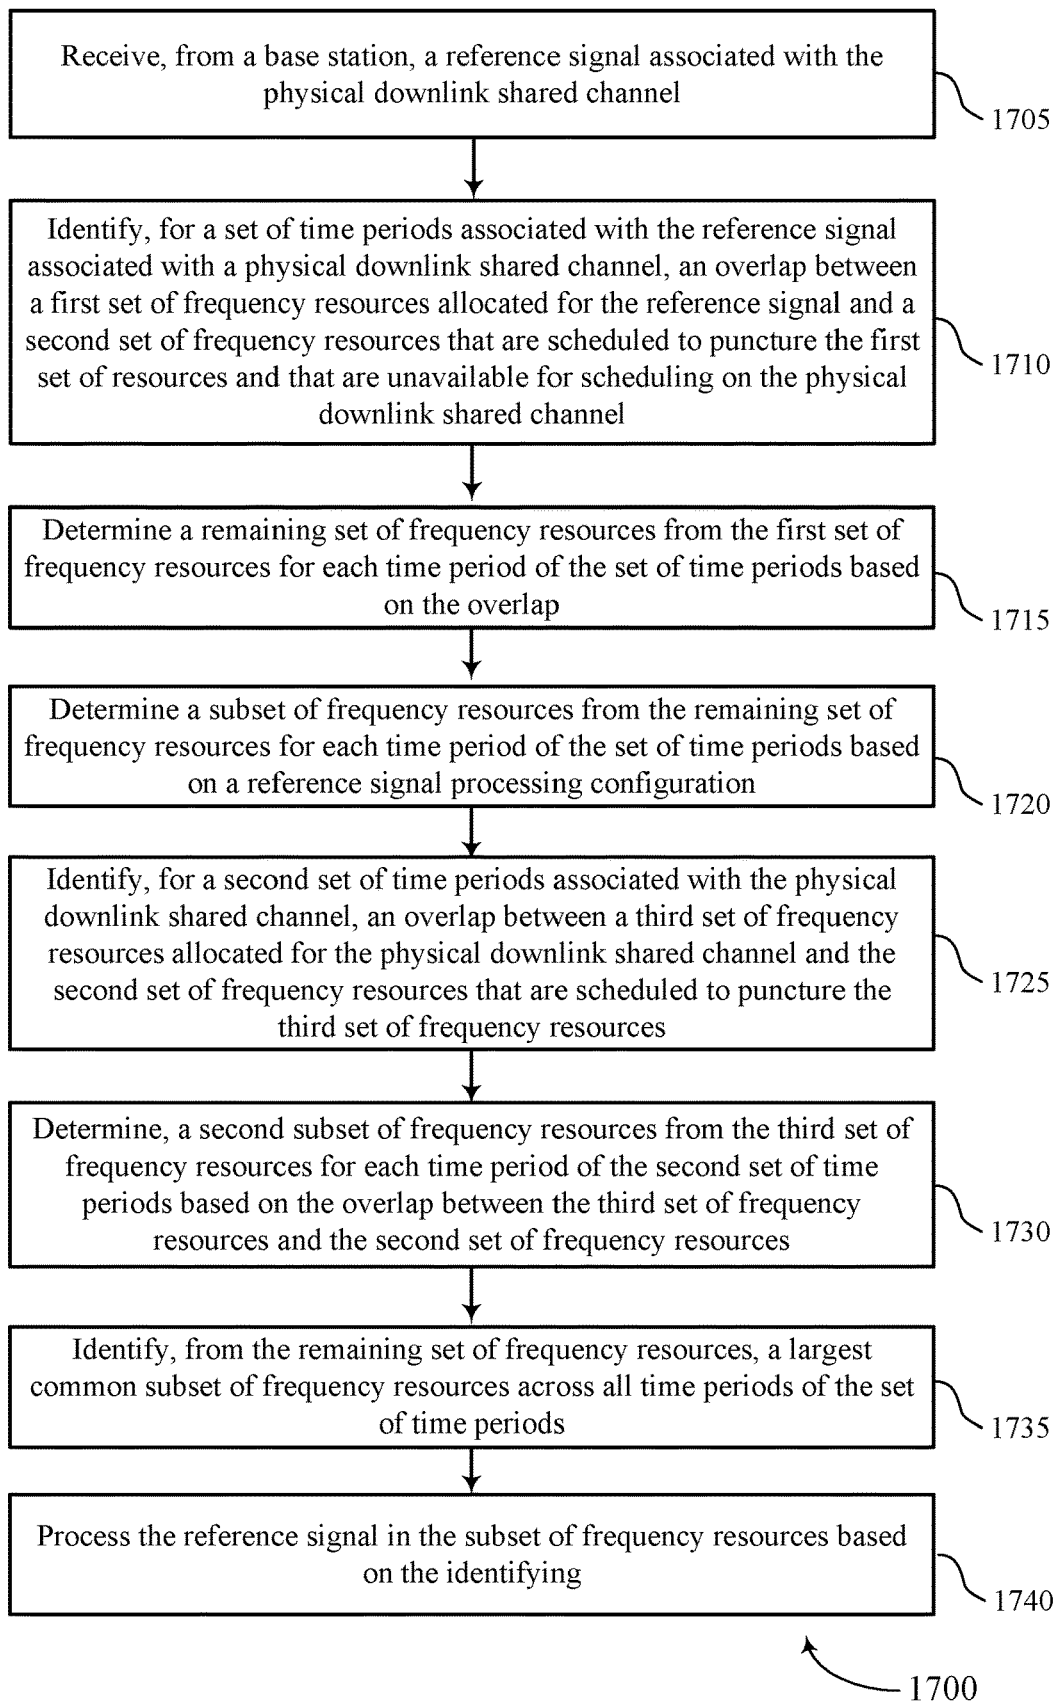 Receive, from a base station, a reference signal associated with the
physical downlink shared channel
1705
Identify, for a set of time periods associated with the reference signal
associated with a physical downlink shared channel, an overlap between
a first set of frequency resources allocated for the reference signal and a
second set of frequency resources that are scheduled to puncture the first
set of resources and that are unavailable for scheduling on the physical
downlink shared channel
1710
Determine a remaining set of frequency resources from the first set of
frequency resources for each time period of the set of time periods based
on the overlap
1715
Determine a subset of frequency resources from the remaining set of
frequency resources for each time period of the set of time periods based
on a reference signal processing configuration
1720
Identify, for a second set of time periods associated with the physical
downlink shared channel, an overlap between a third set of frequency
resources allocated for the physical downlink shared channel and the
second set of frequency resources that are scheduled to puncture the
third set of frequency resources
1725
Determine, a second subset of frequency resources from the third set of
frequency resources for each time period of the second set of time
periods based on the overlap between the third set of frequency
resources and the second set of frequency resources
1730
Identify, from the remaining set of frequency resources, a largest
common subset of frequency resources across all time periods of the set
of time periods
1735
Process the reference signal in the subset of frequency resources based
on the identifying
1740
1700